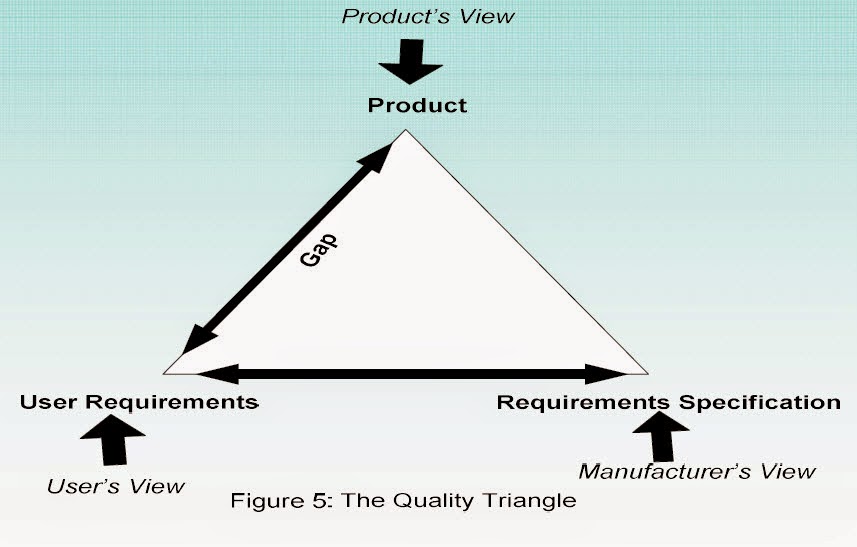 Product's View
Product
Gap
User Requirements
Requirements Specification
User's View
Manufacturer's View
Figure 5: The Quality Triangle